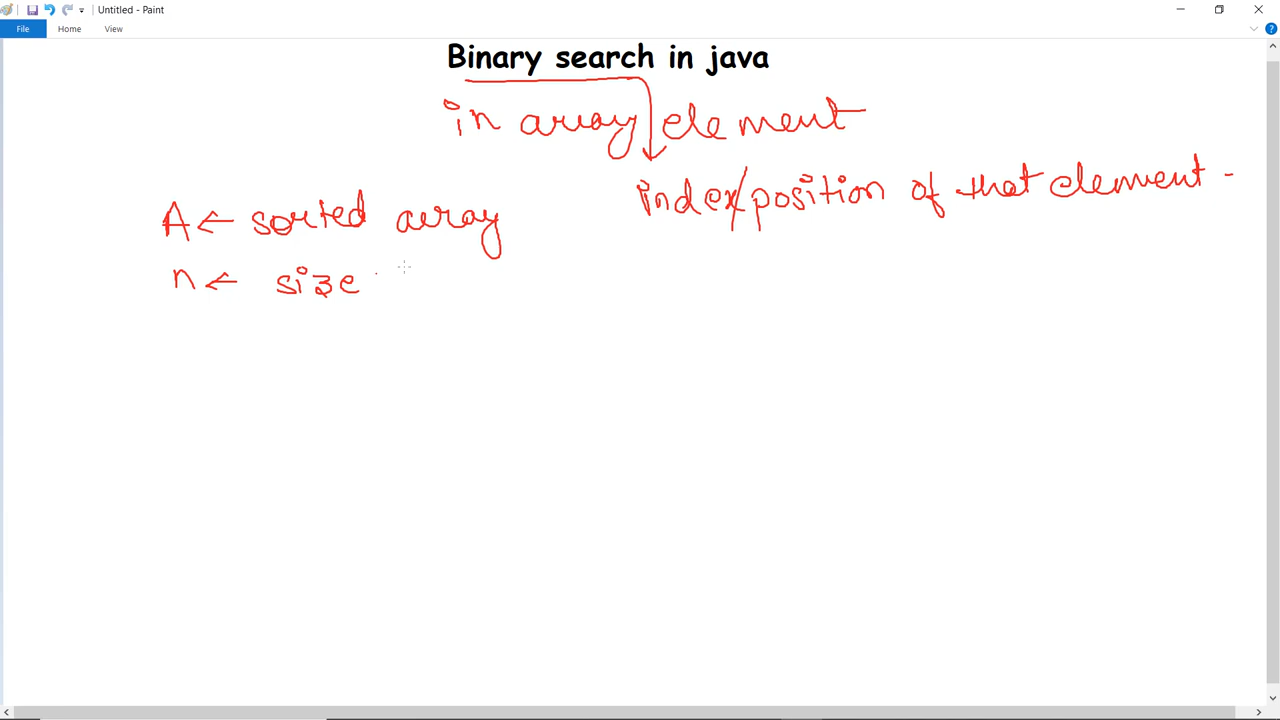 Untitled - Paint
File Home View
Binary search in java
in array element
index/position of that element -
A ← sorted array
n ← size